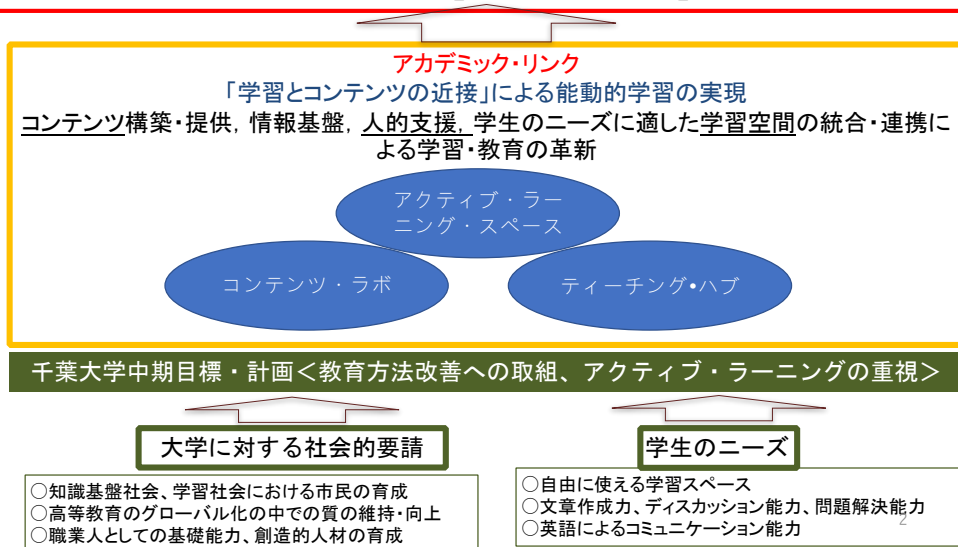 アカデミック・リンク
「学習とコンテンツの近接」による能動的学習の実現
コンテンツ構築・提供, 情報基盤, 人的支援, 学生のニーズに適した学習空間の統合・連携に
よる学習・教育の革新
アクティブ・ラー
ニング・スペース
コンテンツ・ラボ
ティーチング•ハブ
千葉大学中期目標・計画＜教育方法改善への取組、アクティブ・ラーニングの重視＞
大学に対する社会的要請
○知識基盤社会、学習社会における市民の育成
○高等教育のグローバル化の中での質の維持・向上
○職業人としての基礎能力、創造的人材の育成
学生のニーズ
○自由に使える学習スペース
○文章作成力、ディスカッション能力、問題解決能力
○英語によるコミュニケーション能力
2